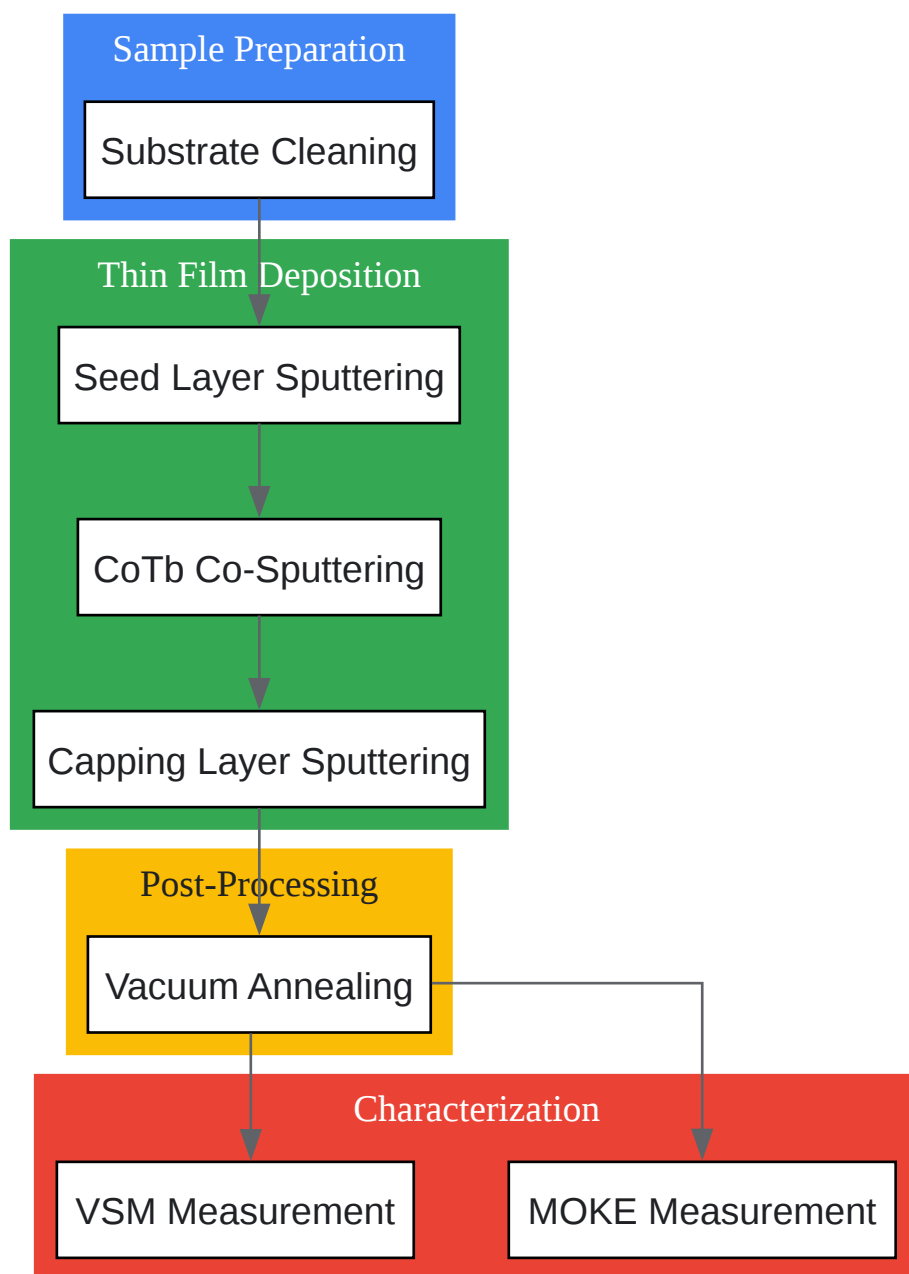 Sample Preparation
Substrate Cleaning
Thin Film Deposition
Seed Layer Sputtering
CoTb Co-Sputtering
Capping Layer Sputtering
Post-Processing
Vacuum Annealing
Characterization
VSM Measurement
MOKE Measurement